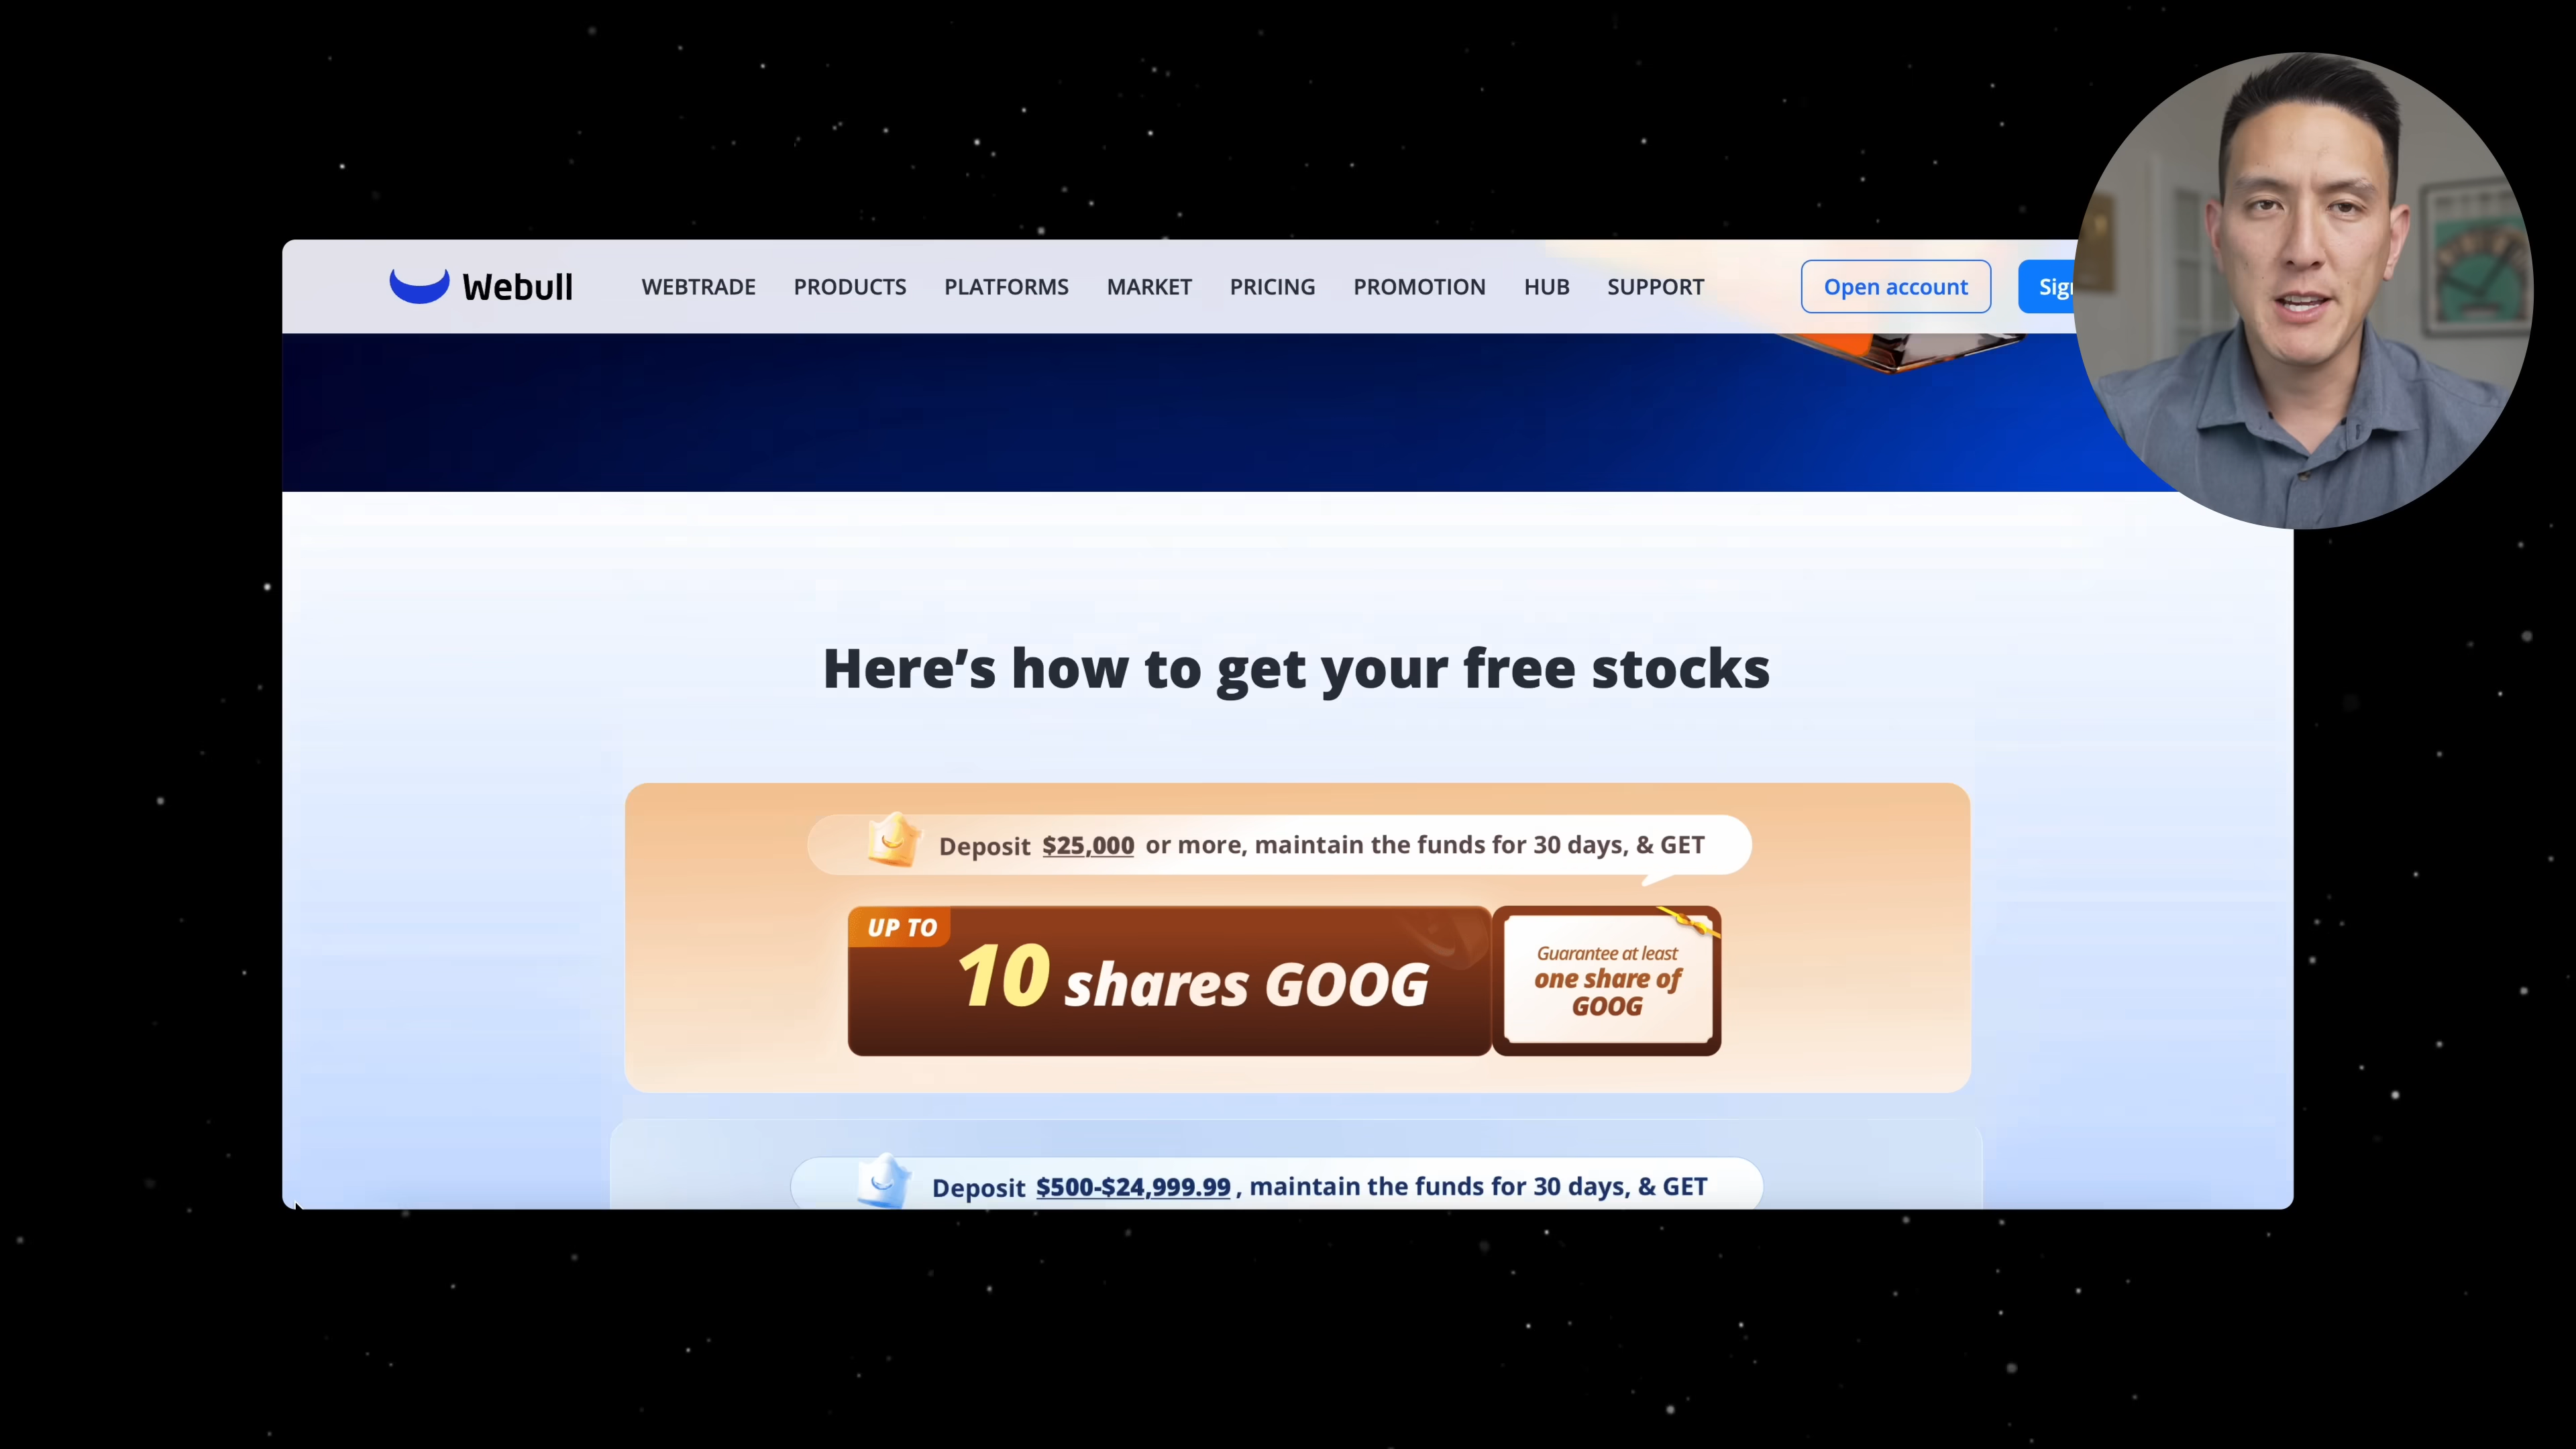 Webull
WEBTRADE PRODUCTS PLATFORMS MARKET PRICING PROMOTION HUB SUPPORT
Open account
Here’s how to get your free stocks
Deposit $25,000 or more, maintain the funds for 30 days, & GET
UP TO
10 shares GOOG
Guarantee at least
one share of
GOOG
Deposit $500-$24,999.99, maintain the funds for 30 days, & GET